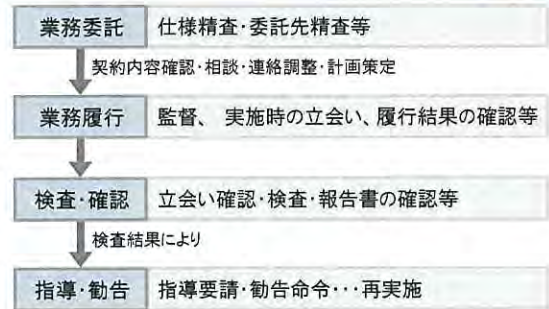 業務委託 仕様精査・委託先精査等
契約内容確認・相談・連絡調整・計画策定
業務履行 監督、 実施時の立会い、履行結果の確認等
検査・確認 立会い確認・検査・報告書の確認等
検査結果により
指導・勧告 指導要請・勧告命令・・・再実施